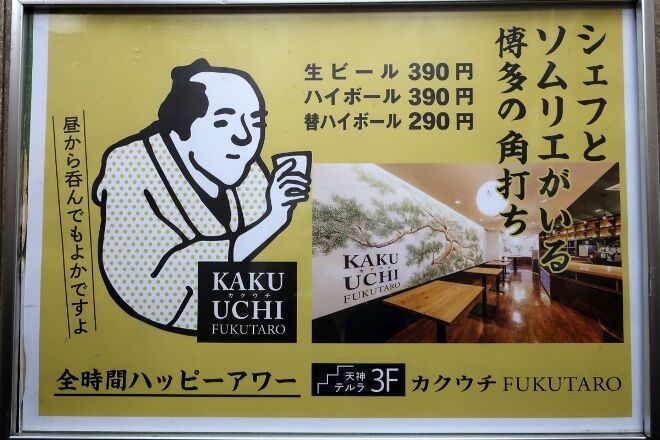 シェフと
ソムリエがいる
博多の角打ち
生ビール 390円
ハイボール 390円
替ハイボール 290円
昼から呑んでもよかですよ
KAKU
カクウチ
UCHI
FUKUTARO
KAKU
カクウチ
UCHI
FUKUTARO
全時間ハッピーアワー
天神
テルラ 3F カクウチ FUKUTARO